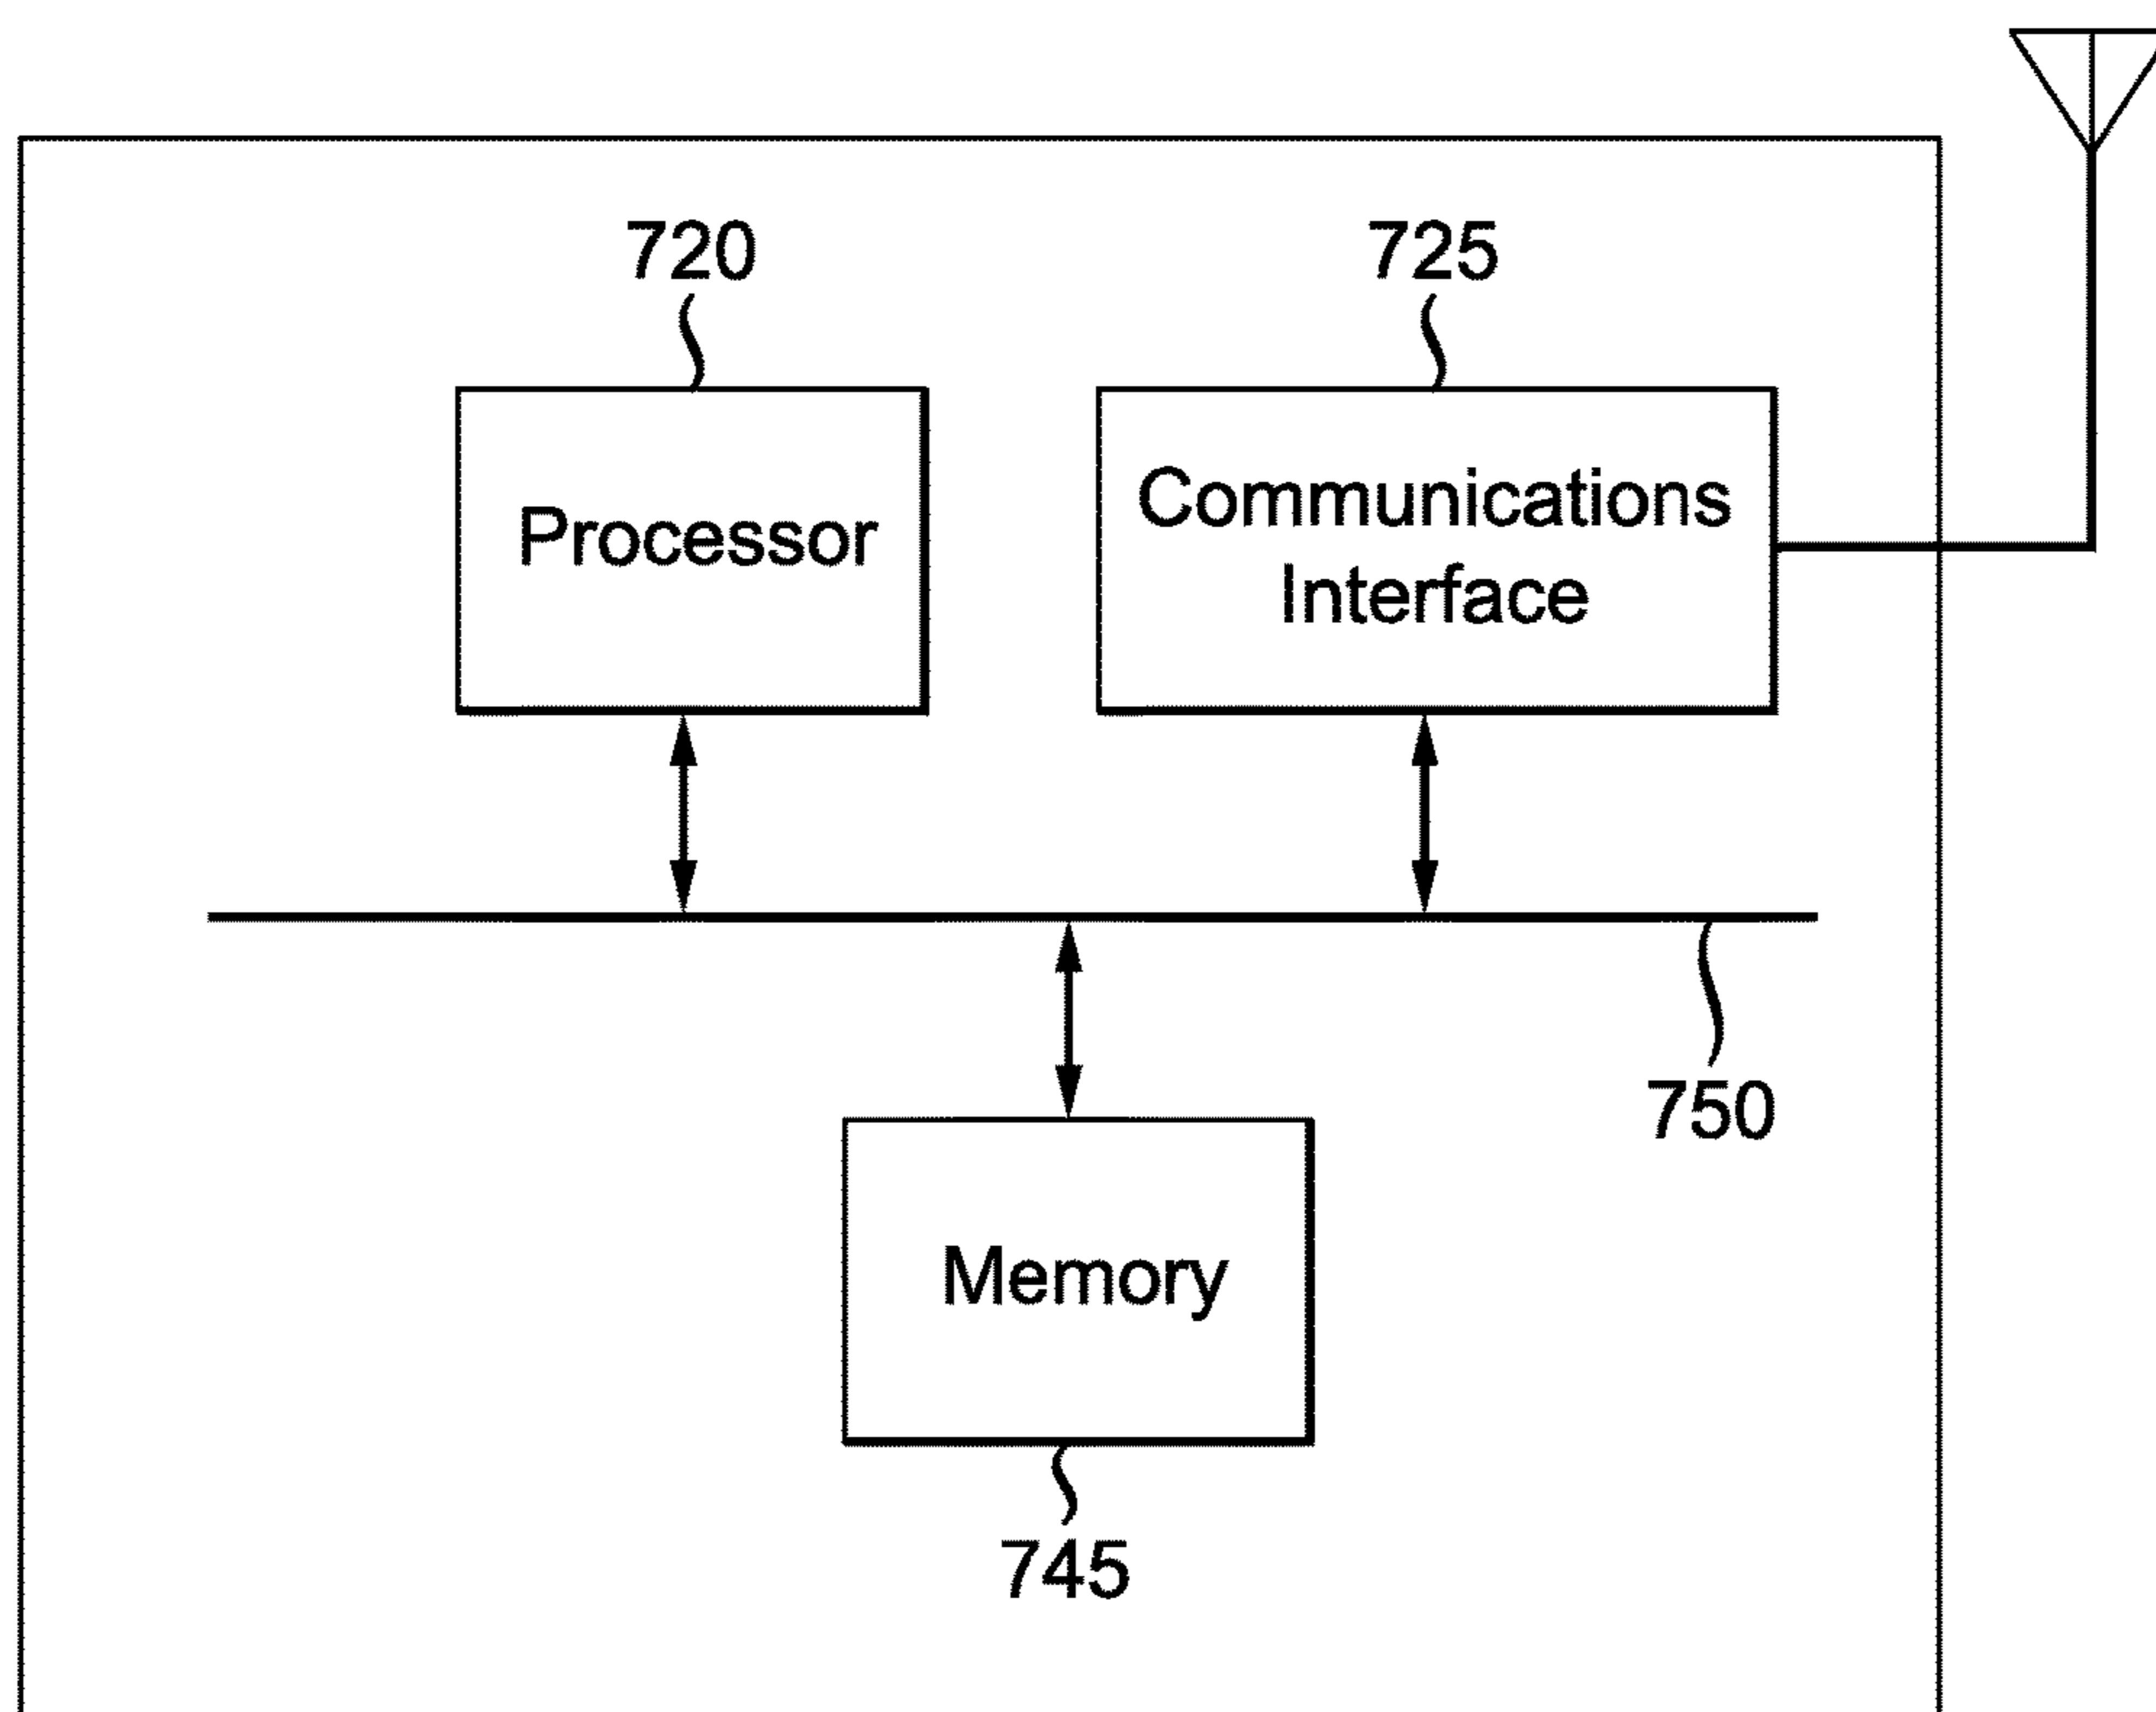 720
725
Processor
Communications
Interface
750
Memory
745